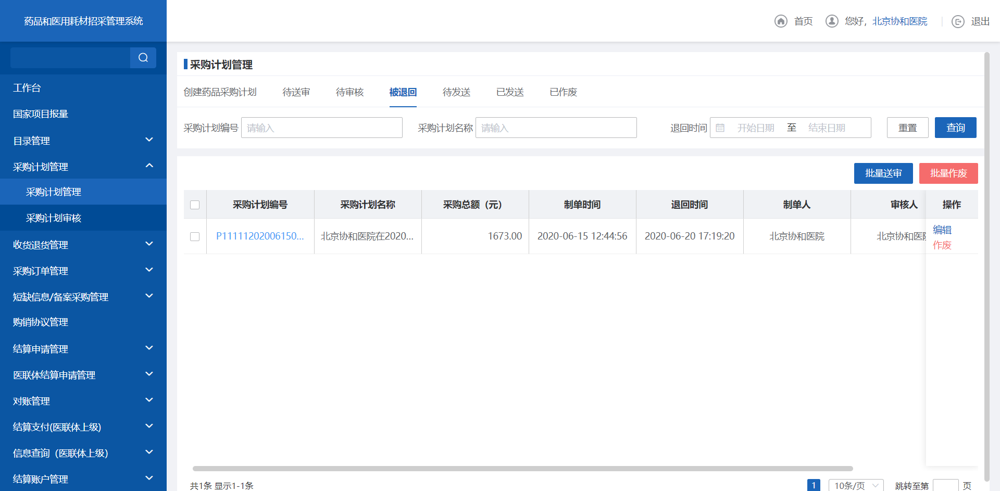 药品和医用耗材招采管理系统
首页
您好，北京协和医院
退出
工作台
国家项目报量
目录管理
采购计划管理
采购计划管理
采购计划审核
收货退货管理
采购订单管理
短缺信息/备案采购管理
购销协议管理
结算申请管理
医联体结算申请管理
对账管理
结算支付(医联体上级)
信息查询（医联体上级）
结算账户管理
采购计划管理
创建药品采购计划 待送审 待审核 被退回 待发送 已发送 已作废
采购计划编号 请输入 采购计划名称 请输入 退回时间 开始日期 至 结束日期 重置 查询
批量送审 批量作废
采购计划编号 采购计划名称 采购总额（元） 制单时间 退回时间 制单人 审核人 操作
P11111202006150... 北京协和医院在2020... 1673.00 2020-06-15 12:44:56 2020-06-20 17:19:20 北京协和医院 北京协和医 编辑
作废
共1条 显示1-1条 1 10条/页 跳转至第 页